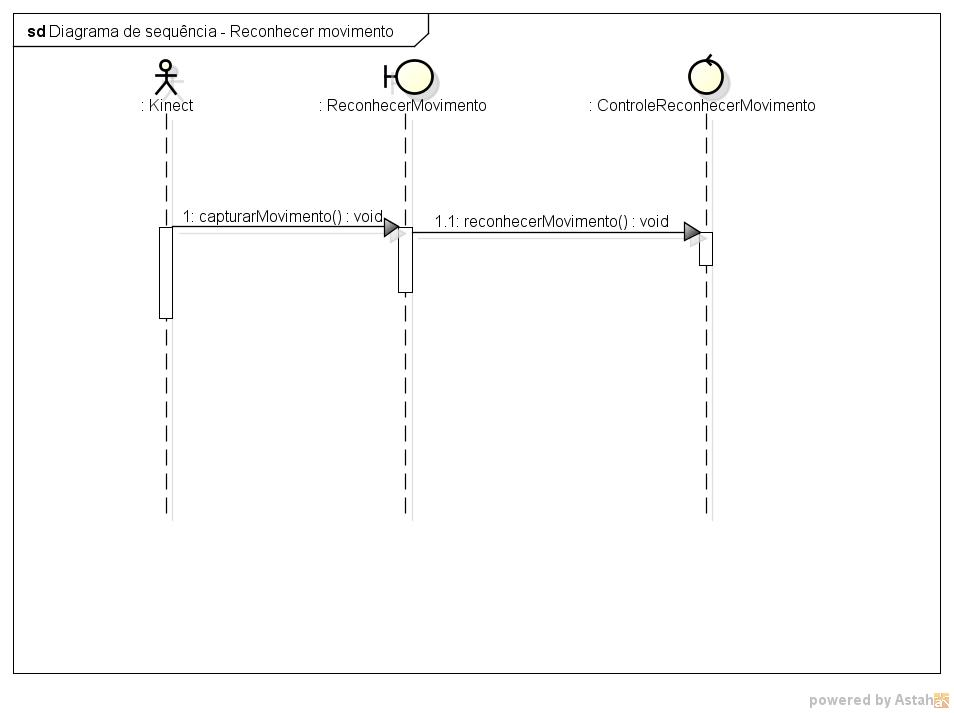 sd Diagrama de sequência - Reconhecer movimento
: Kinect
: ReconhecerMovimento
: ControleReconhecerMovimento
1: capturarMovimento() : void
1.1: reconhecerMovimento() : void
powered by Astah